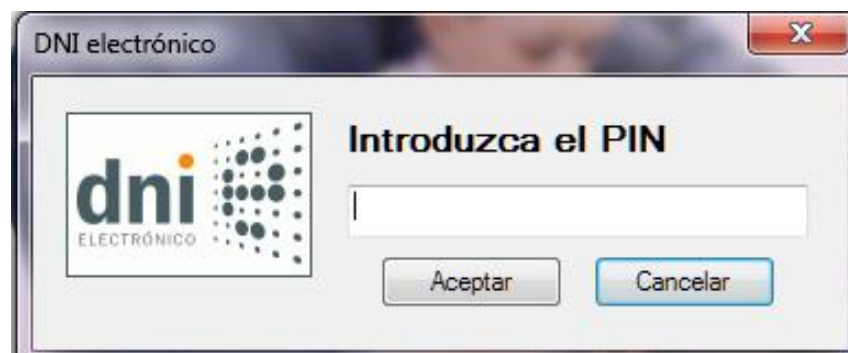 DNI electrónico
Introduzca el PIN
dni
ELECTRÓNICO
Aceptar
Cancelar